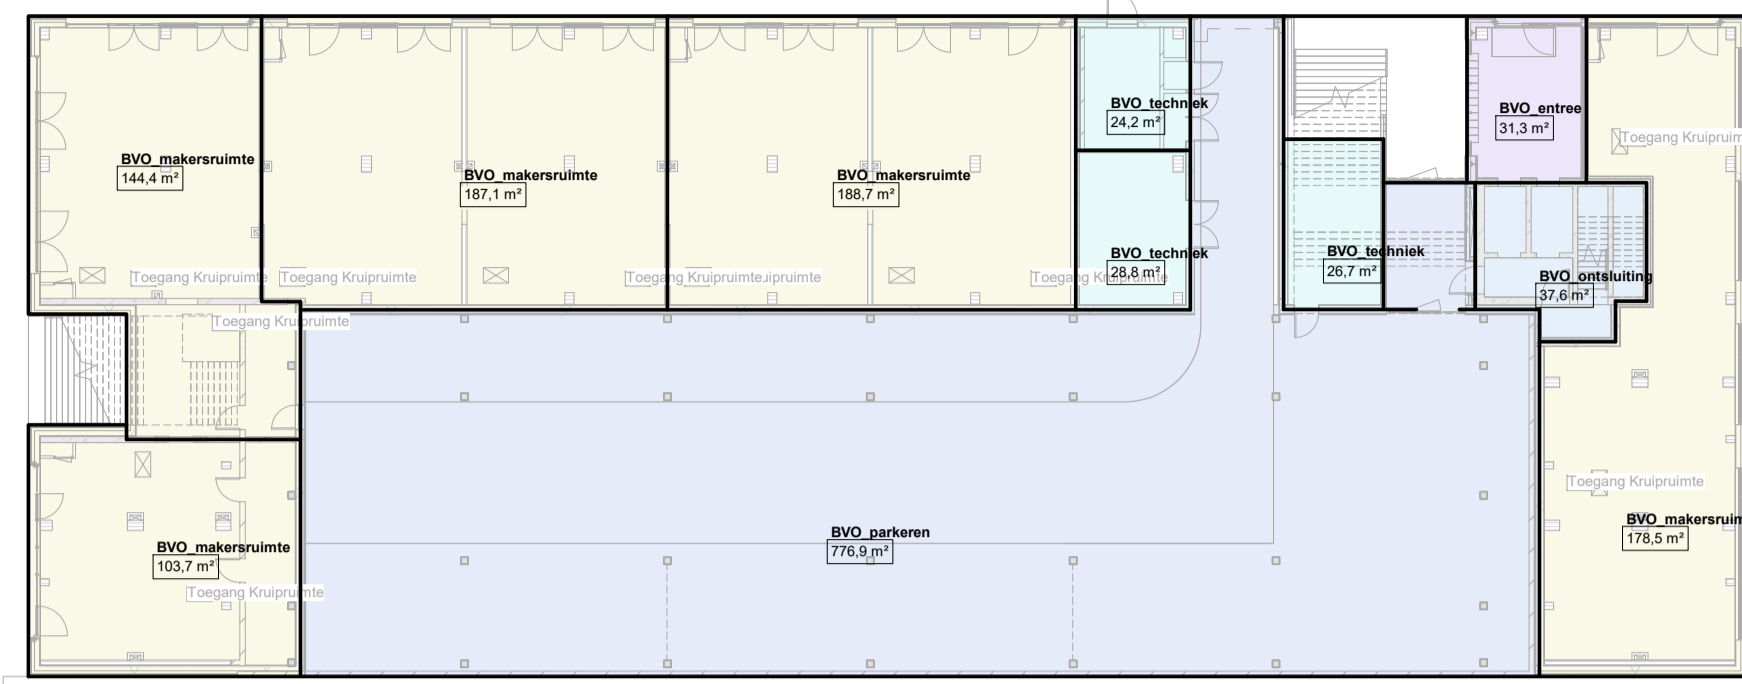 BVO_techniek
24,2 m²
BVO_entree
31,3 m²
Toegang Kruipruim
BVO_makersruimte
144,4 m²
BVO_makersruimte
187,1 m²
BVO_makersruimte
188,7 m²
BVO_techniek
28,8 m²
BVO_techniek
26,7 m²
BVO_ontsluiting
37,6 m²
Toegang Kruipruimte
Toegang Kruipruimte
Toegang Kruipruimte
Toegang Kruipruimte
Toegang Kruipruimte
Toegang Kruipruimte
BVO_makersruim
178,5 m²
BVO_parkeren
776,9 m²
BVO_makersruimte
103,7 m²
Toegang Kruipruimte